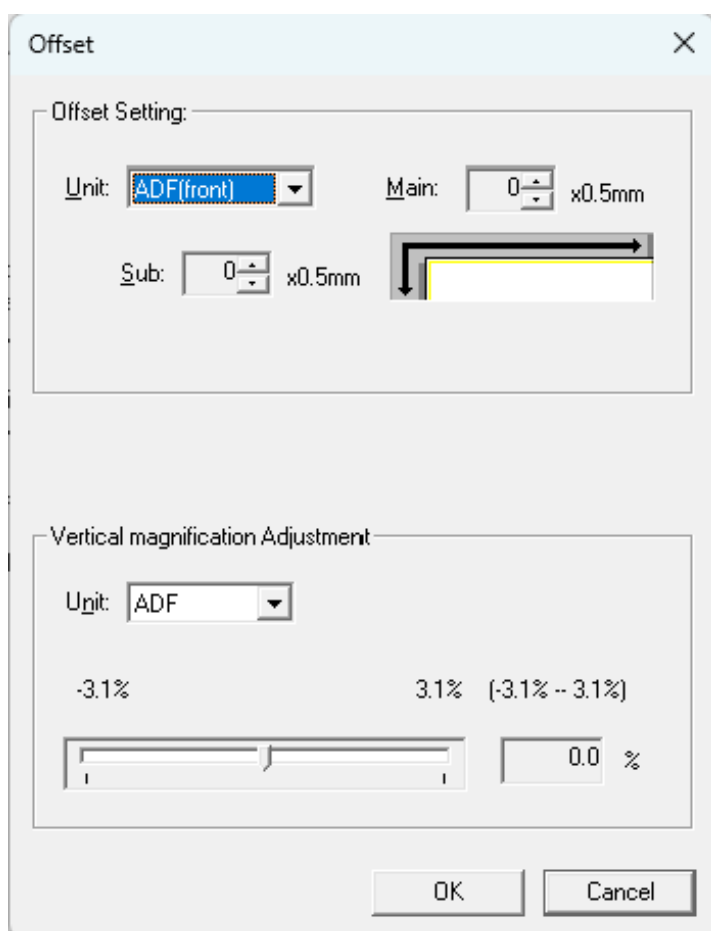 Offset
Offset Setting:
Unit: ADF(front) Main: 0 x0.5mm
Sub: 0 x0.5mm
Vertical magnification Adjustment
Unit: ADF
-3.1% 3.1% (-3.1% -- 3.1%)
0.0 %
OK Cancel